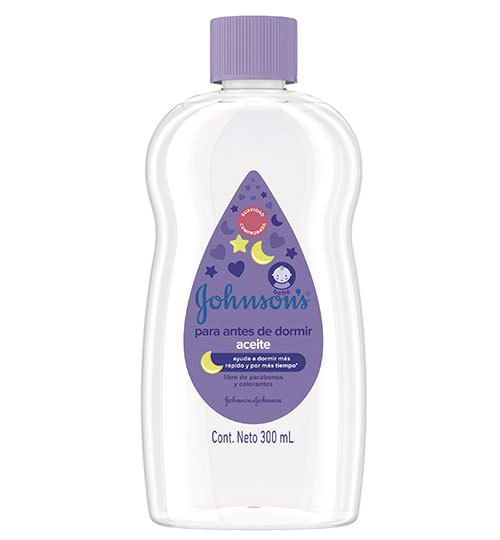 SUAVIDAD
COMPROBADA
bebé
Johnson's®
para antes de dormir
aceite
ayuda a dormir más
rápido y por más tiempo*
libre de parabenos
y colorantes
Johnson & Johnson
Cont. Neto 300 mL